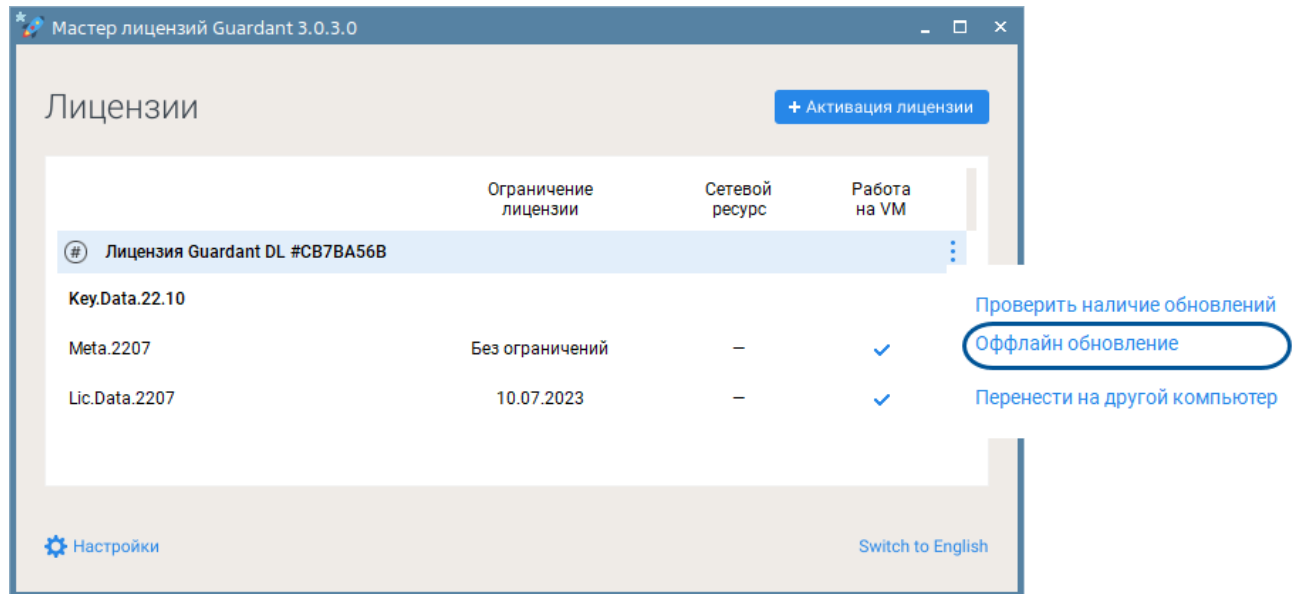 Мастер лицензий Guardant 3.0.3.0
Лицензии
+ Активация лицензии
Ограничение лицензии
Сетевой ресурс
Работа на VM
# Лицензия Guardant DL #CB7BA56B
Key.Data.22.10
Проверить наличие обновлений
Meta.2207 Без ограничений –
Оффлайн обновление
Lic.Data.2207 10.07.2023 –
Перенести на другой компьютер
Настройки
Switch to English